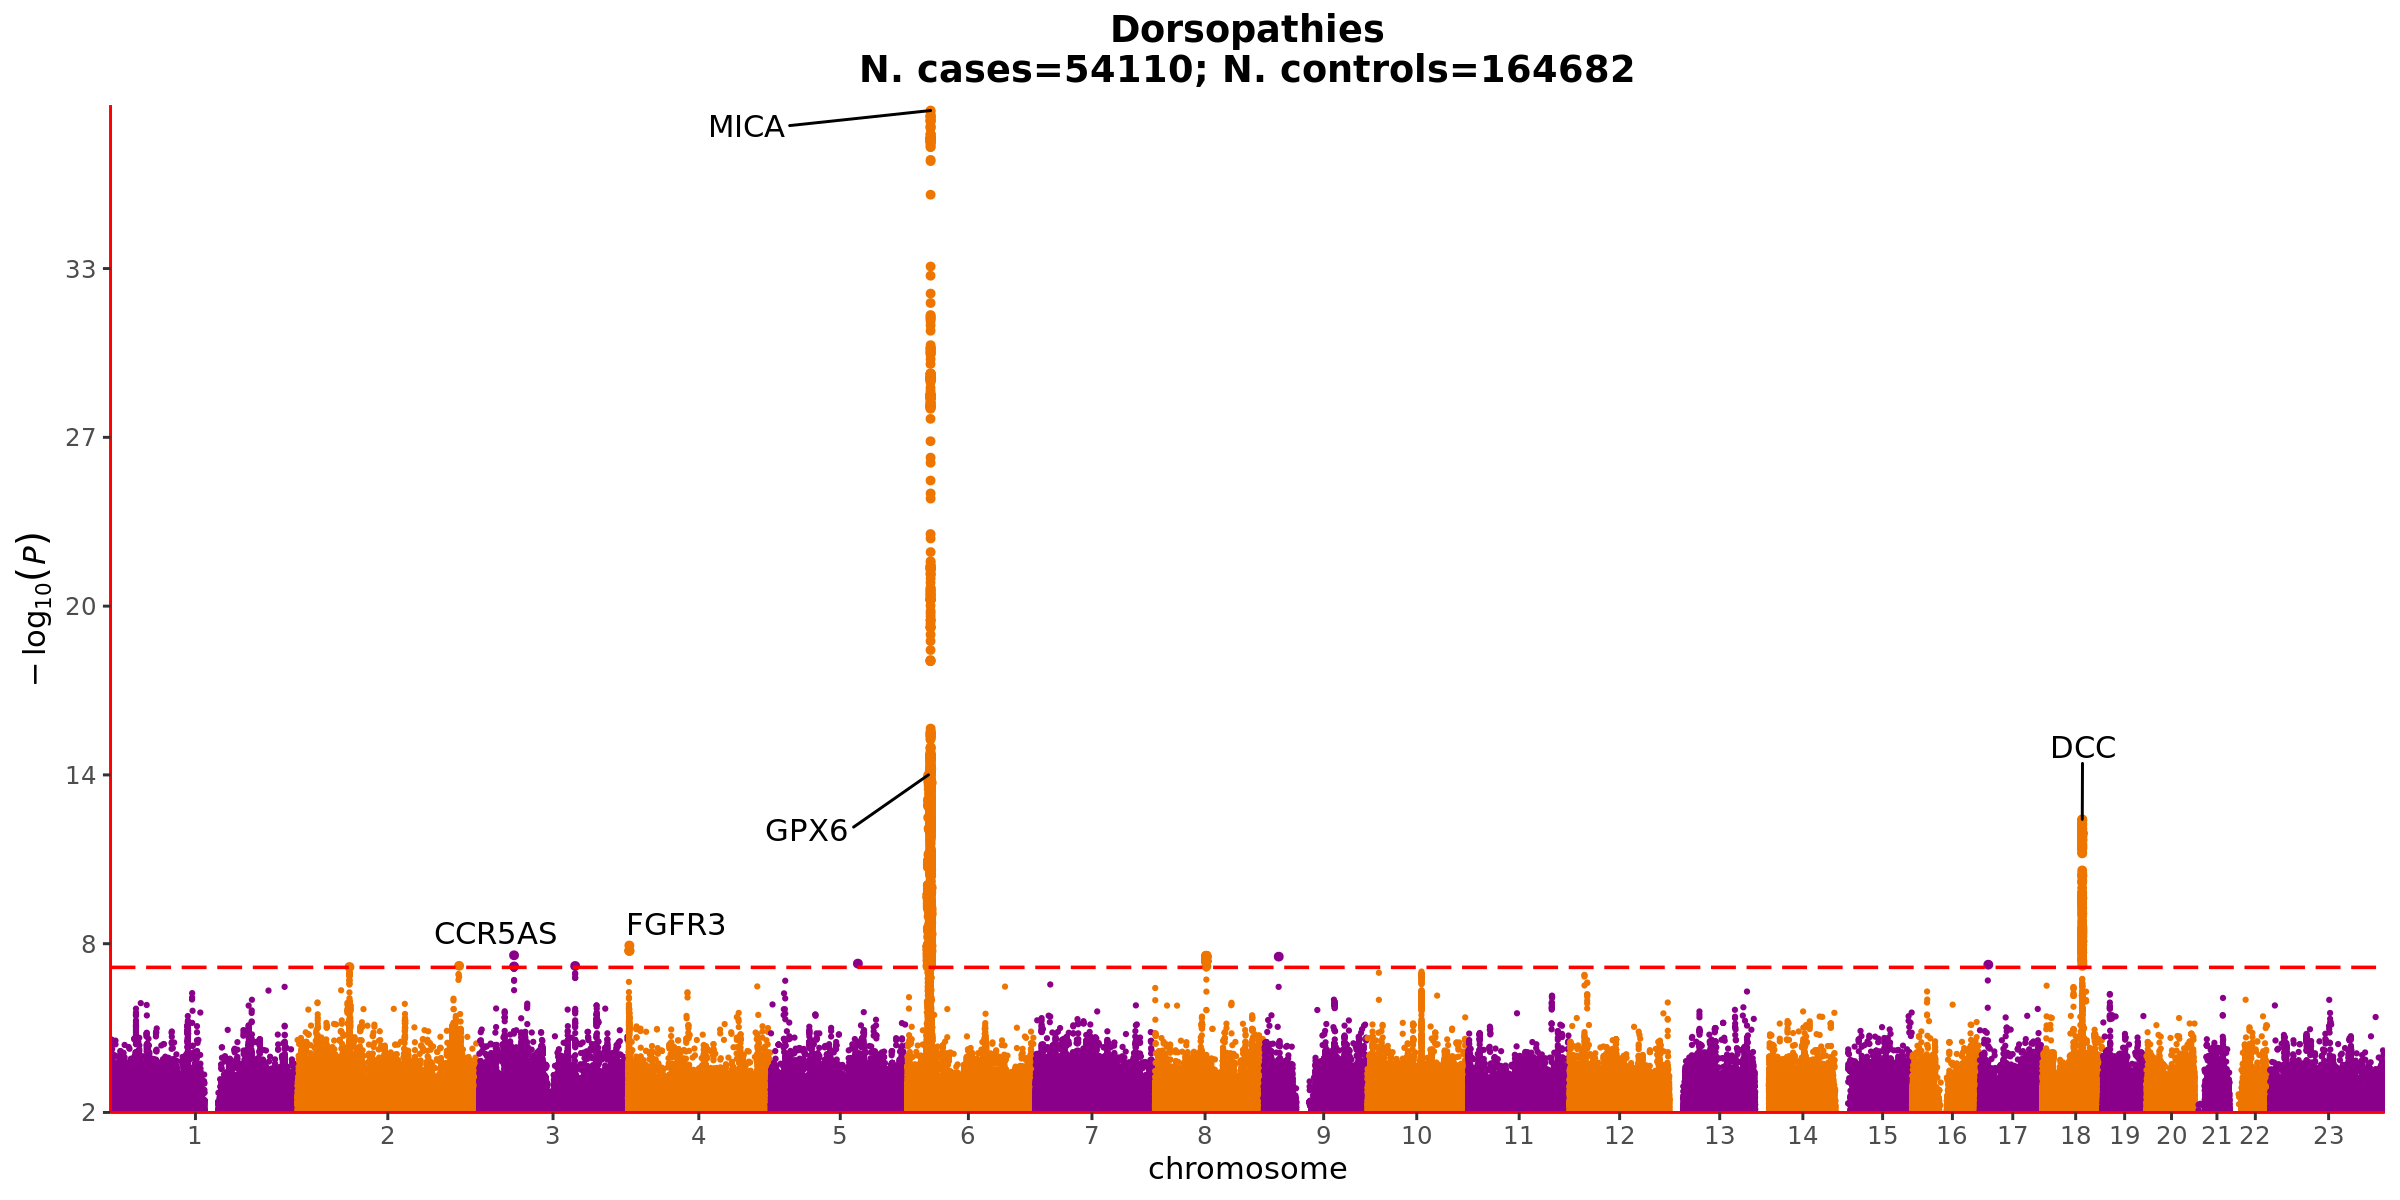 Dorsopathies
N. cases=54110; N. controls=164682
MICA
33
27
−log10(P)
20
14
DCC
GPX6
CCR5AS
FGFR3
8
2
1 2 3 4 5 6 7 8 9 10 11 12 13 14 15 16 17 18 19 20 21 22 23
chromosome